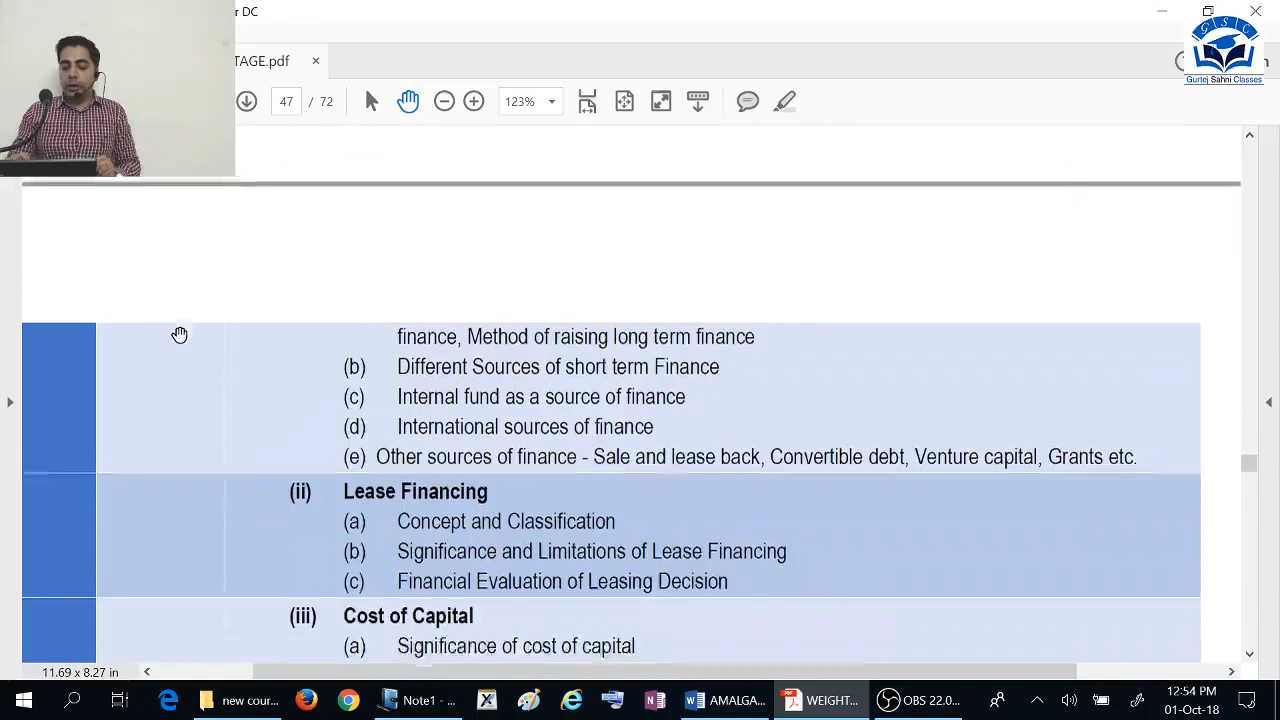 r DC
G S C
Gurtej Sahni Classes
TAGE.pdf
47 / 72
123%
finance, Method of raising long term finance
(b) Different Sources of short term Finance
(c) Internal fund as a source of finance
(d) International sources of finance
(e) Other sources of finance - Sale and lease back, Convertible debt, Venture capital, Grants etc.
(ii) Lease Financing
(a) Concept and Classification
(b) Significance and Limitations of Lease Financing
(c) Financial Evaluation of Leasing Decision
(iii) Cost of Capital
(a) Significance of cost of capital
11.69 x 8.27 in
new cour...
Note1 - ...
AMALGA...
WEIGHT...
OBS 22.0...
12:54 PM
01-Oct-18